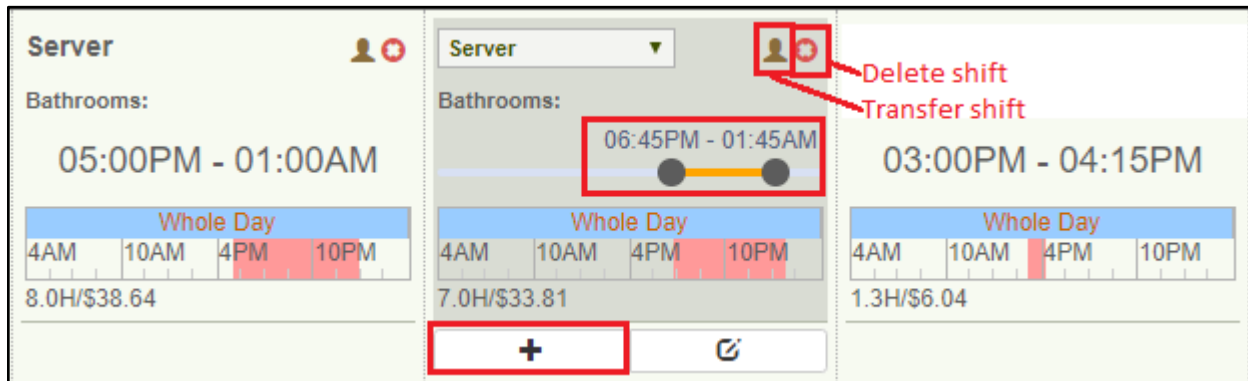 Server
Bathrooms:
05:00PM - 01:00AM
Whole Day
4AM 10AM 4PM 10PM
8.0H/$38.64
Server
Bathrooms:
06:45PM - 01:45AM
Whole Day
4AM 10AM 4PM 10PM
7.0H/$33.81
Delete shift
Transfer shift
03:00PM - 04:15PM
Whole Day
4AM 10AM 4PM 10PM
1.3H/$6.04